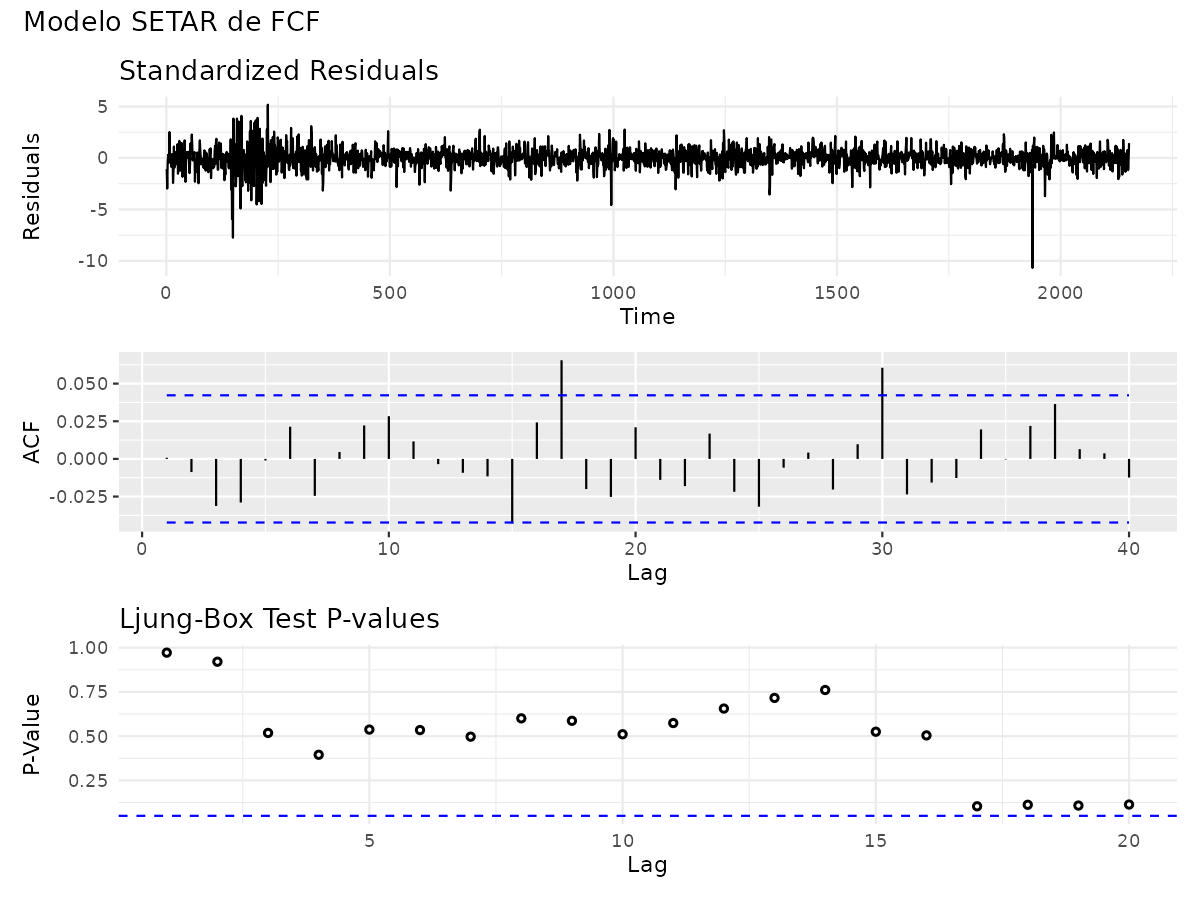 Modelo SETAR de FCF
Standardized Residuals
Residuals
5
0
-5
-10
0 500 1000 1500 2000
Time
ACF
0.050
0.025
0.000
-0.025
0 10 20 30 40
Lag
Ljung-Box Test P-values
P-Value
1.00
0.75
0.50
0.25
5 10 15 20
Lag